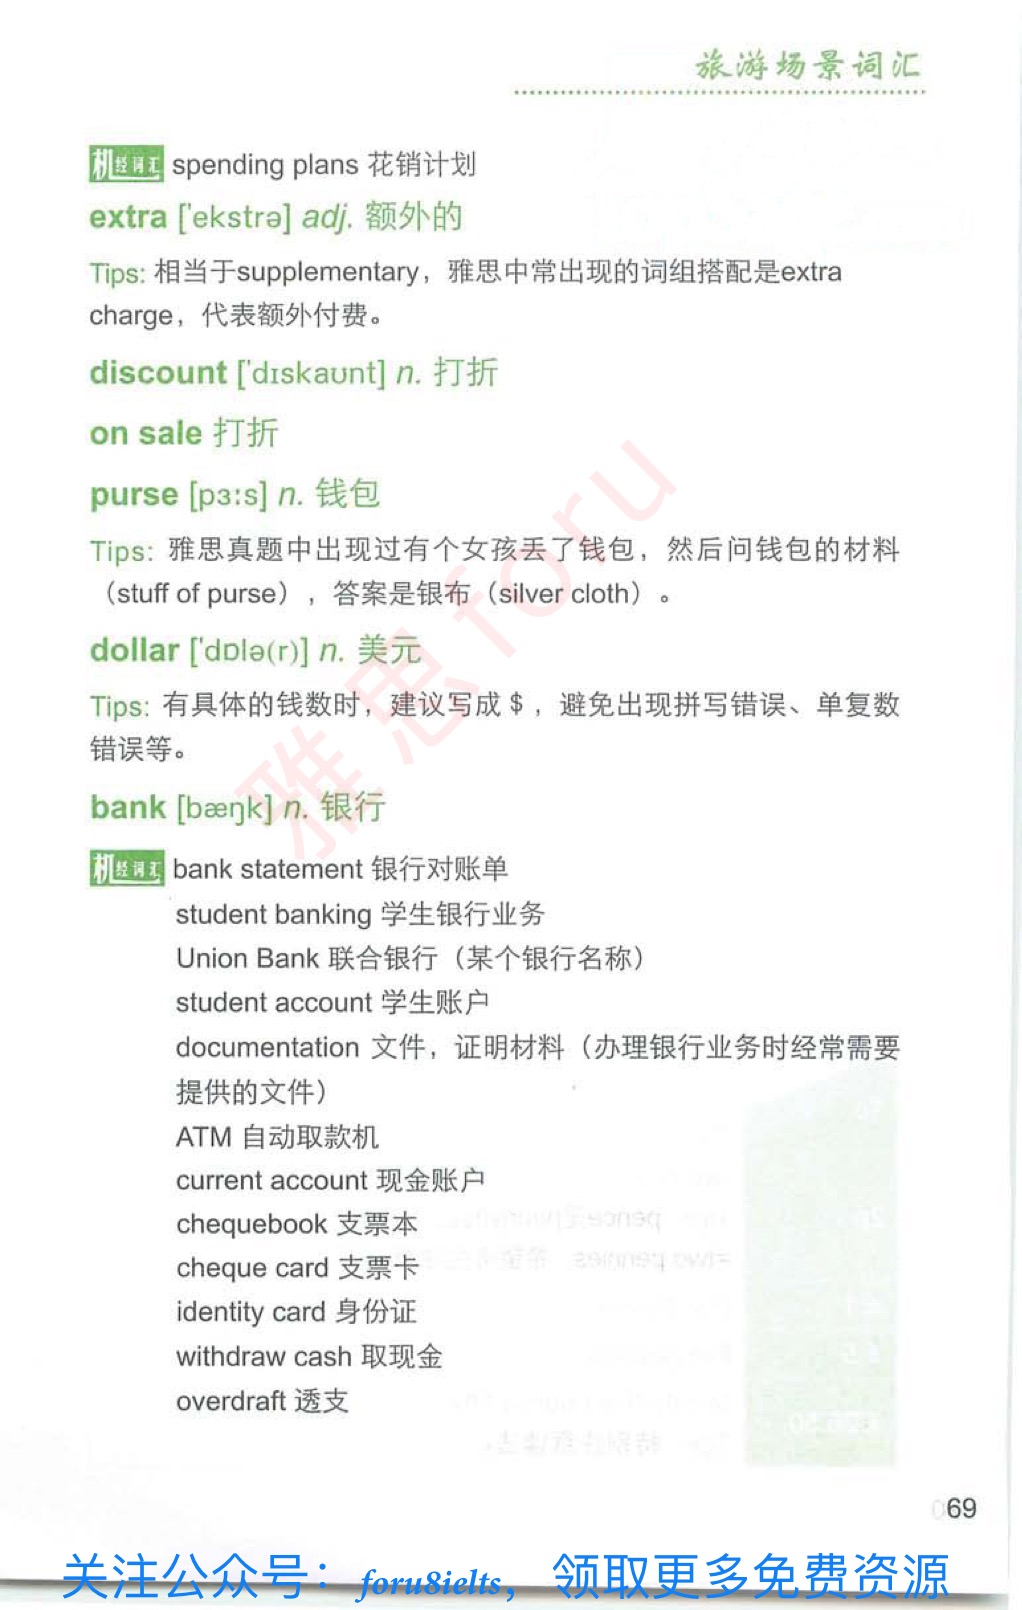 旅游场景词汇
机经词汇 spending plans 花销计划
extra ['ekstrə] adj. 额外的
Tips: 相当于supplementary，雅思中常出现的词组搭配是extra
charge，代表额外付费。
discount ['dɪskaʊnt] n. 打折
on sale 打折
purse [pɜːs] n. 钱包
Tips: 雅思真题中出现过有个女孩丢了钱包，然后问钱包的材料
（stuff of purse），答案是银布（silver cloth）。
dollar ['dɒlə(r)] n. 美元
Tips: 有具体的钱数时，建议写成＄，避免出现拼写错误、单复数
错误等。
bank [bæŋk] n. 银行
机经词汇 bank statement 银行对账单
student banking 学生银行业务
Union Bank 联合银行（某个银行名称）
student account 学生账户
documentation 文件，证明材料（办理银行业务时经常需要
提供的文件）
ATM 自动取款机
current account 现金账户
chequebook 支票本
cheque card 支票卡
identity card 身份证
withdraw cash 取现金
overdraft 透支
069
雅思foru
关注公众号：foru8ielts，领取更多免费资源